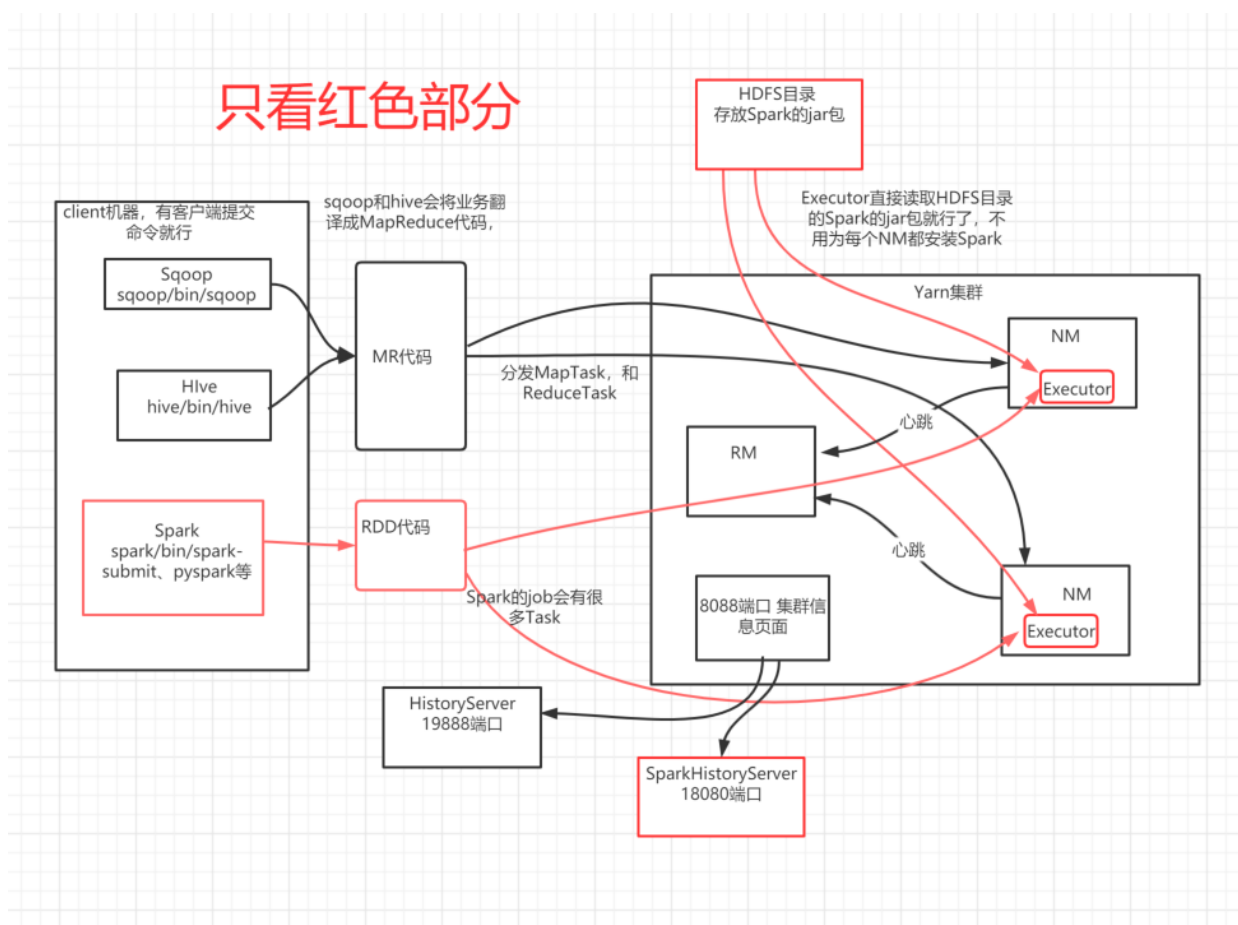 只看红色部分
HDFS目录
存放Spark的jar包
client机器，有客户端提交
命令就行
sqoop和hive会将业务翻
译成MapReduce代码，
Executor直接读取HDFS目录
的Spark的jar包就行了，不
用为每个NM都安装Spark
Sqoop
sqoop/bin/sqoop
Yarn集群
MR代码
NM
Executor
分发MapTask，和
ReduceTask
HIve
hive/bin/hive
心跳
RM
Spark
spark/bin/spark-
submit、pyspark等
RDD代码
心跳
Spark的job会有很
多Task
8088端口 集群信
息页面
NM
Executor
HistoryServer
19888端口
SparkHistoryServer
18080端口